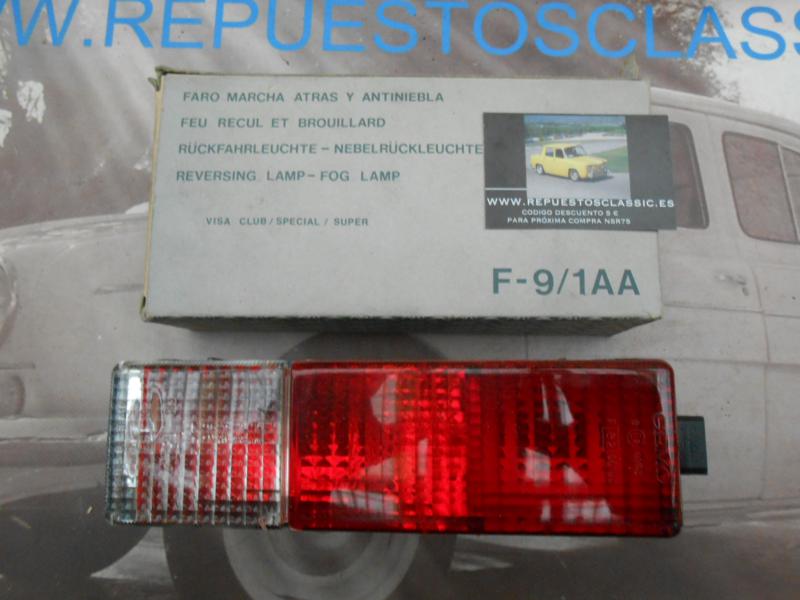 WWW.REPUESTOSCLASSIC
FARO MARCHA ATRAS Y ANTINIEBLA
FEU RECUL ET BROUILLARD
RÜCKFAHRLEUCHTE - NEBELRÜCKLEUCHTE
REVERSING LAMP - FOG LAMP
VISA CLUB / SPECIAL / SUPER
WWW.REPUESTOSCLASSIC.ES
CODIGO DESCUENTO 5 €
PARA PRÓXIMA COMPRA NSR75
F-9/1AA